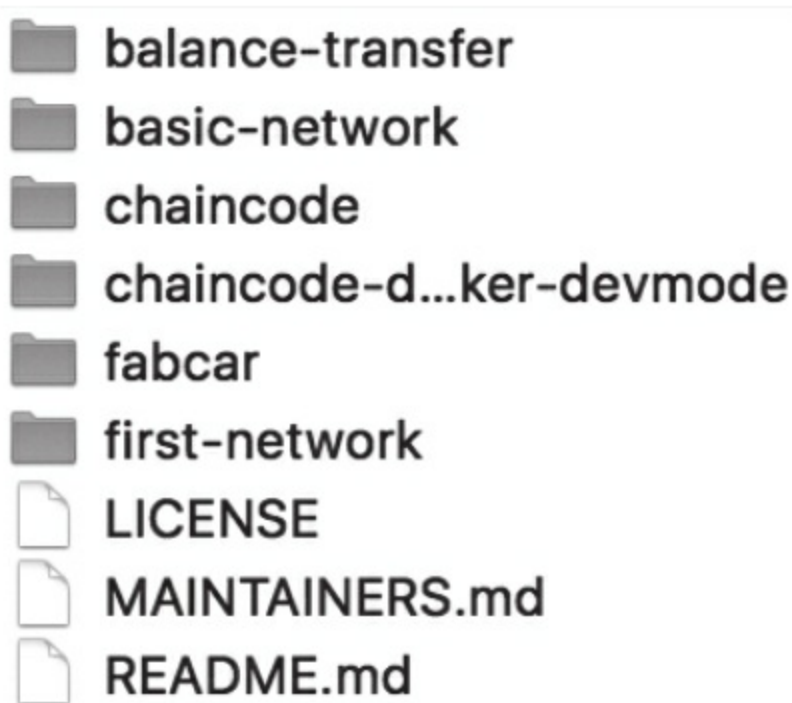 balance-transfer
basic-network
chaincode
chaincode-d...ker-devmode
fabcar
first-network
LICENSE
MAINTAINERS.md
README.md